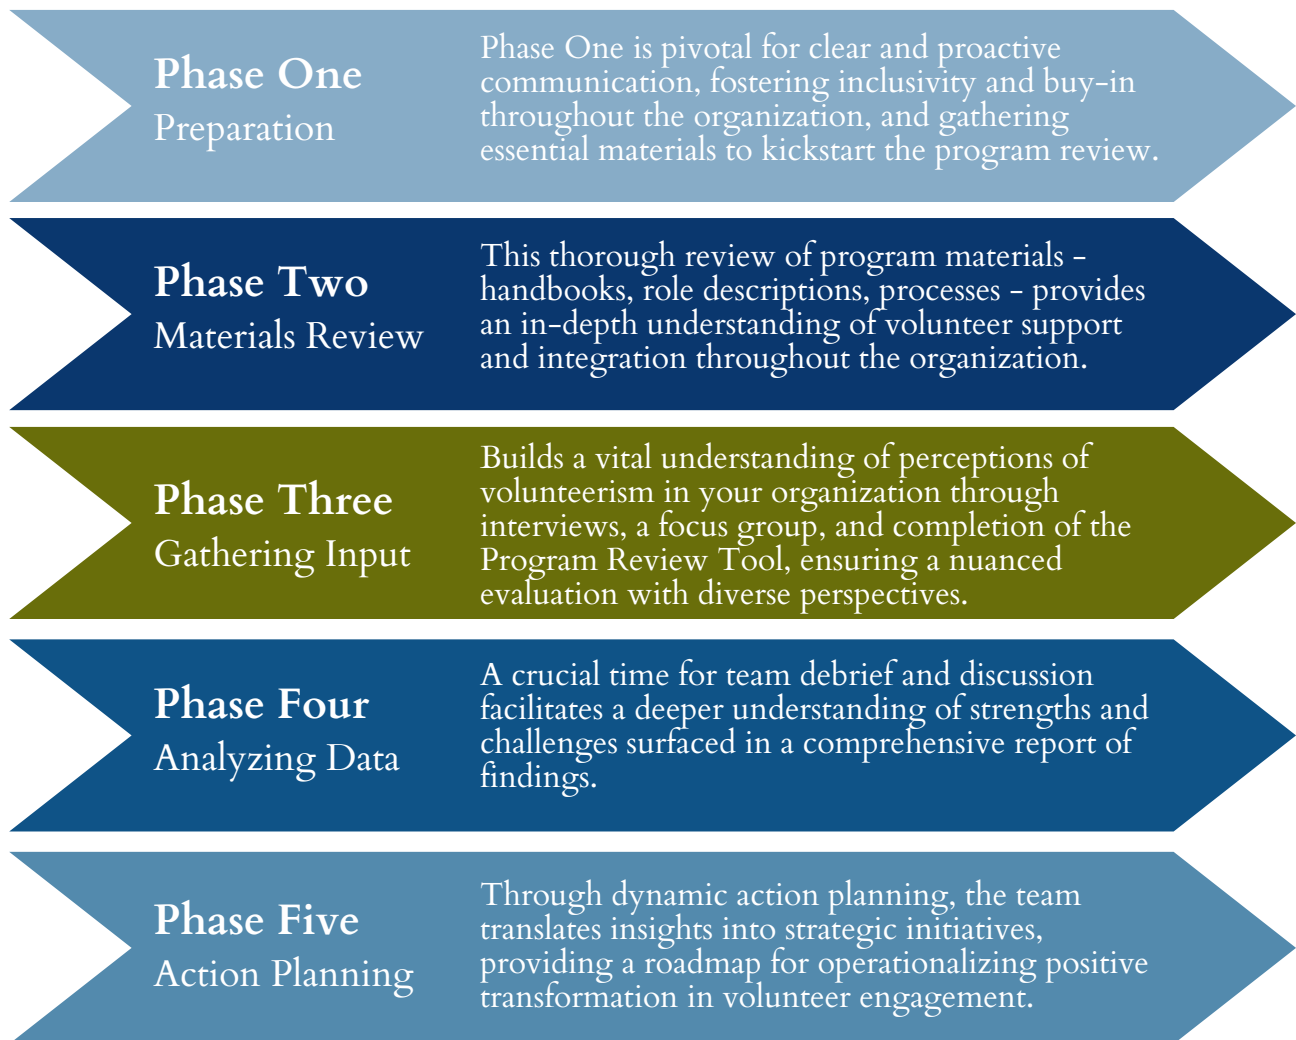 Phase One
Preparation
Phase One is pivotal for clear and proactive
communication, fostering inclusivity and buy-in
throughout the organization, and gathering
essential materials to kickstart the program review.
Phase Two
Materials Review
This thorough review of program materials -
handbooks, role descriptions, processes - provides
an in-depth understanding of volunteer support
and integration throughout the organization.
Phase Three
Gathering Input
Builds a vital understanding of perceptions of
volunteerism in your organization through
interviews, a focus group, and completion of the
Program Review Tool, ensuring a nuanced
evaluation with diverse perspectives.
Phase Four
Analyzing Data
A crucial time for team debrief and discussion
facilitates a deeper understanding of strengths and
challenges surfaced in a comprehensive report of
findings.
Phase Five
Action Planning
Through dynamic action planning, the team
translates insights into strategic initiatives,
providing a roadmap for operationalizing positive
transformation in volunteer engagement.